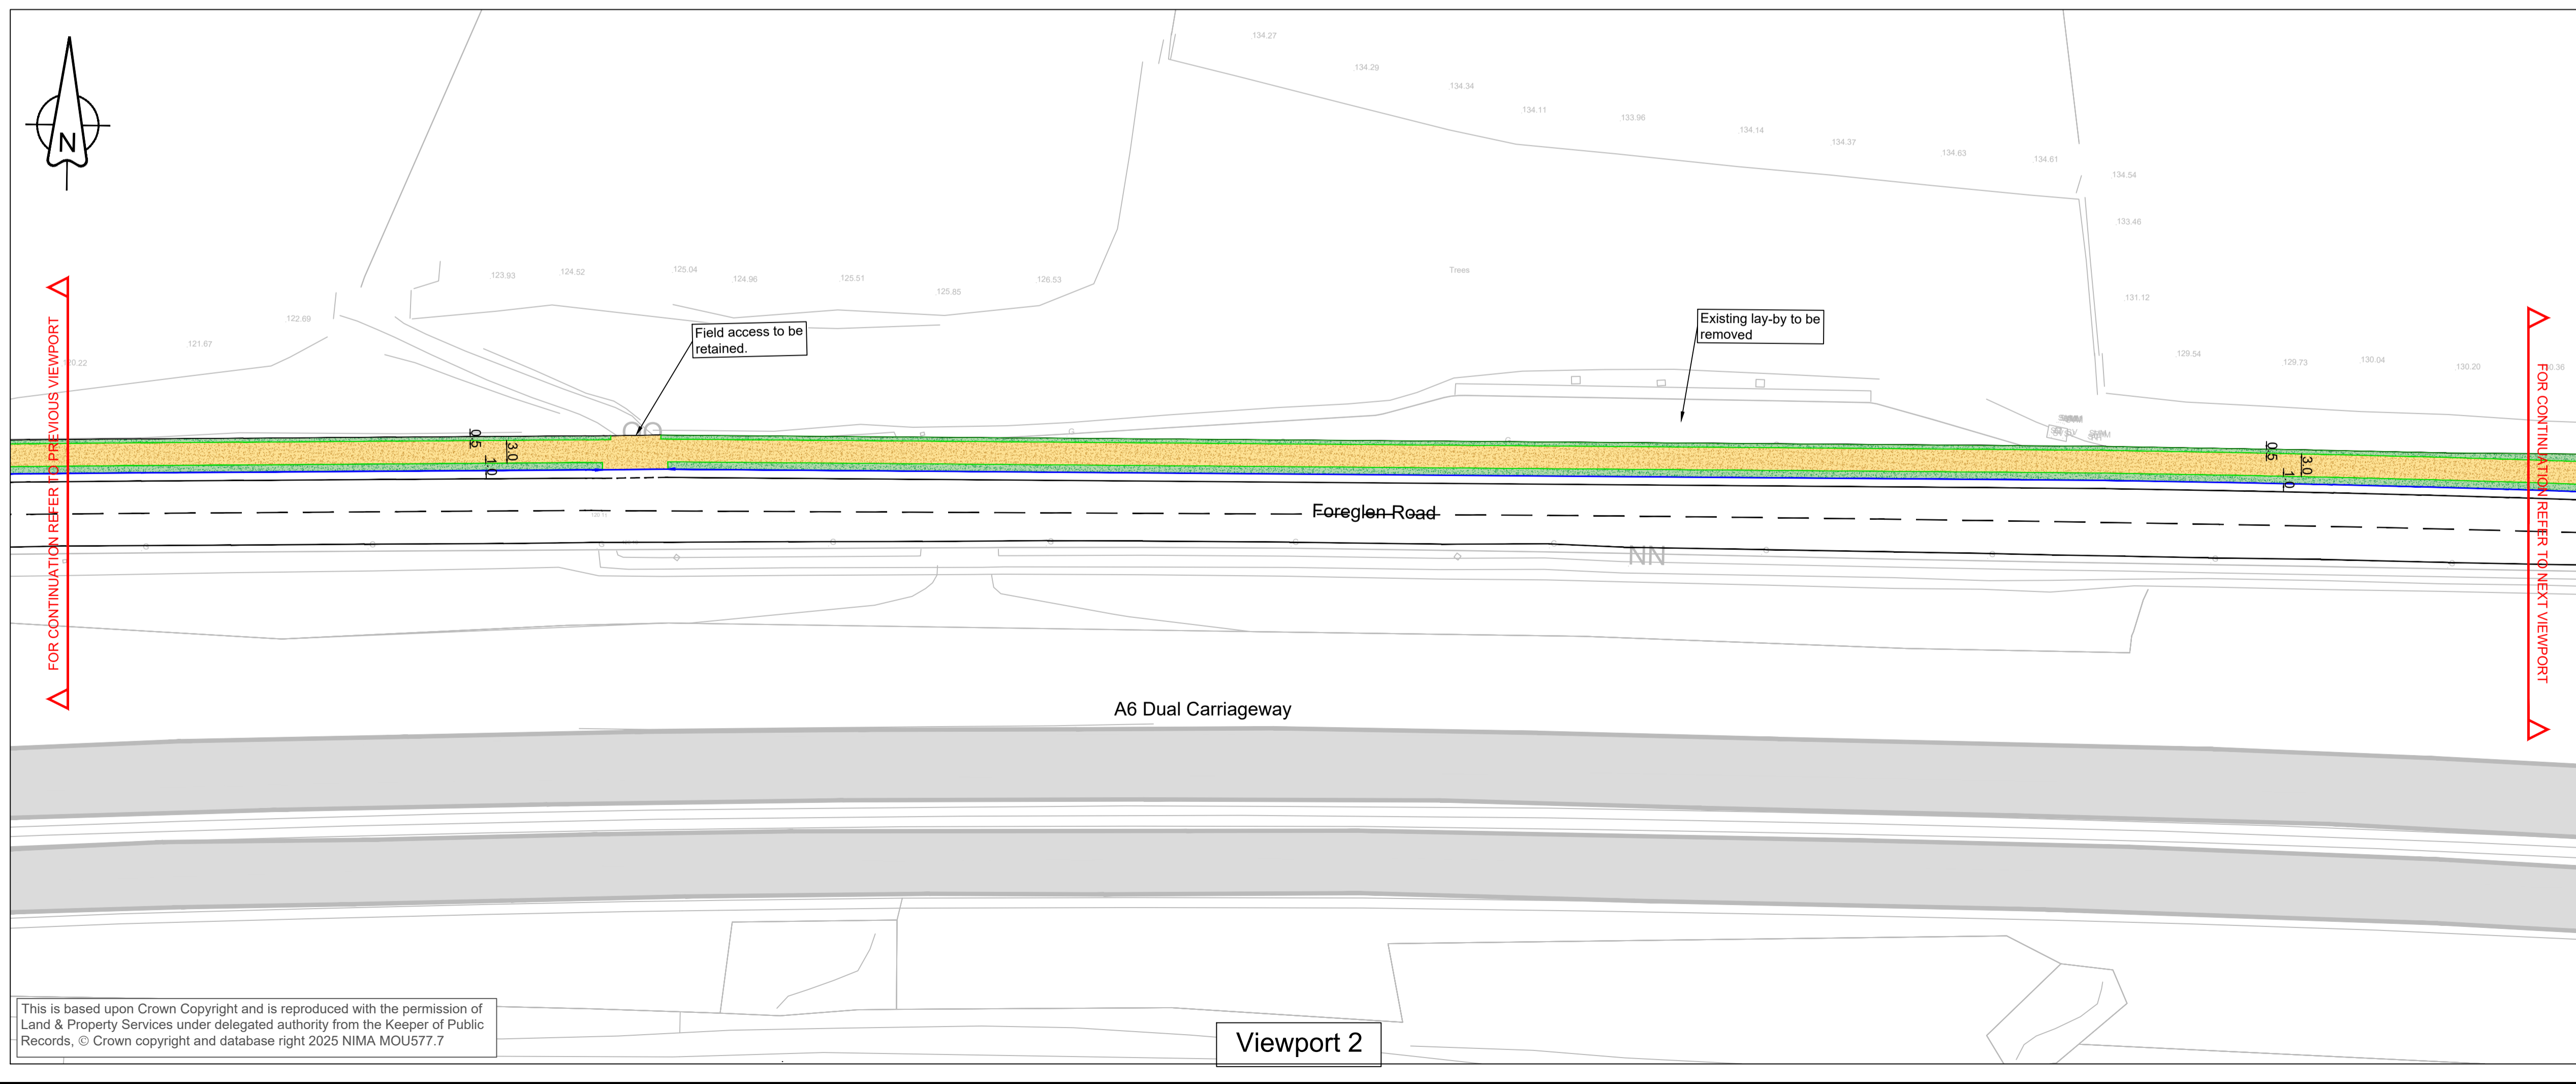 134.27
134.29
134.34
134.11
133.96
134.14
134.37
134.63
134.61
134.54
133.46
131.12
N
123.93
124.52
125.04
124.96
125.51
125.85
126.53
Trees
122.69
121.67
Field access to be
retained.
Existing lay-by to be
removed
129.54
129.73
130.04
130.20
FOR CONTINUATION REFER TO PREVIOUS VIEWPORT
FOR CONTINUATION REFER TO NEXT VIEWPORT
0.5
3.0
1.0
0.5
3.0
1.0
Foreglen Road
NN
A6 Dual Carriageway
This is based upon Crown Copyright and is reproduced with the permission of
Land & Property Services under delegated authority from the Keeper of Public
Records, © Crown copyright and database right 2025 NIMA MOU577.7
Viewport 2